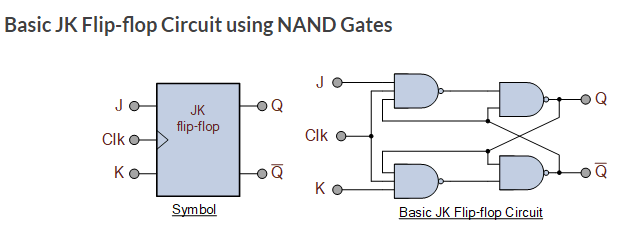 Basic JK Flip-flop Circuit using NAND Gates
J
Clk
K
JK
flip-flop
Q
Q̅
Symbol
J
Clk
K
Q
Q̅
Basic JK Flip-flop Circuit